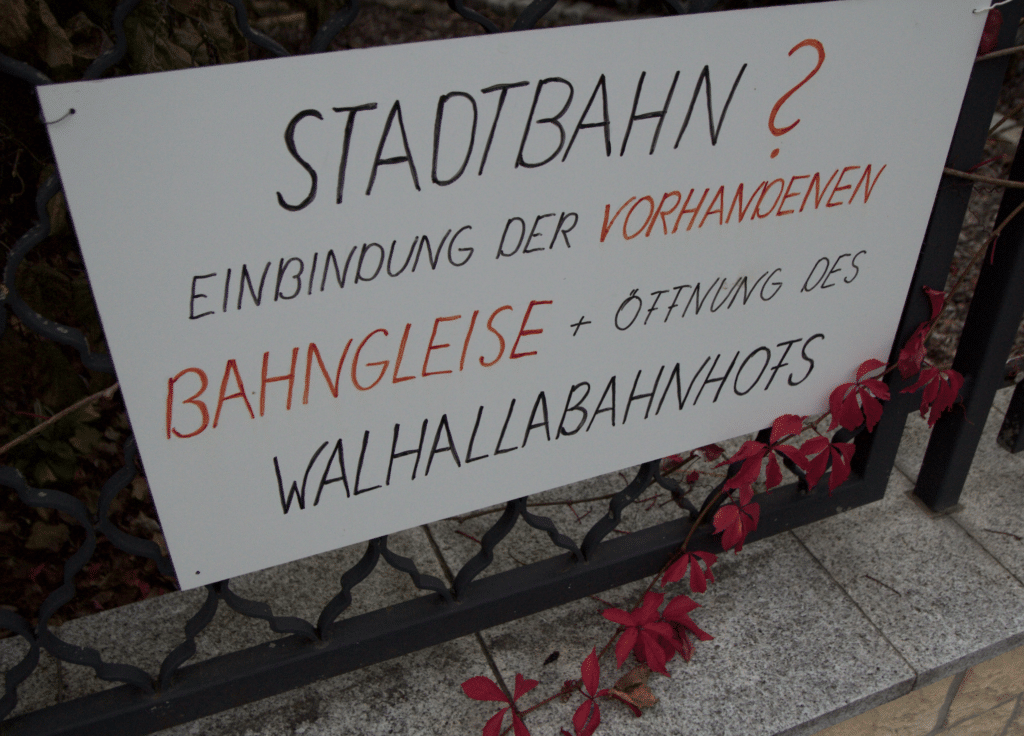 STADTBAHN?
EINBINDUNG DER VORHANDENEN
BAHNGLEISE + ÖFFNUNG DES
WALHALLABAHNHOFS